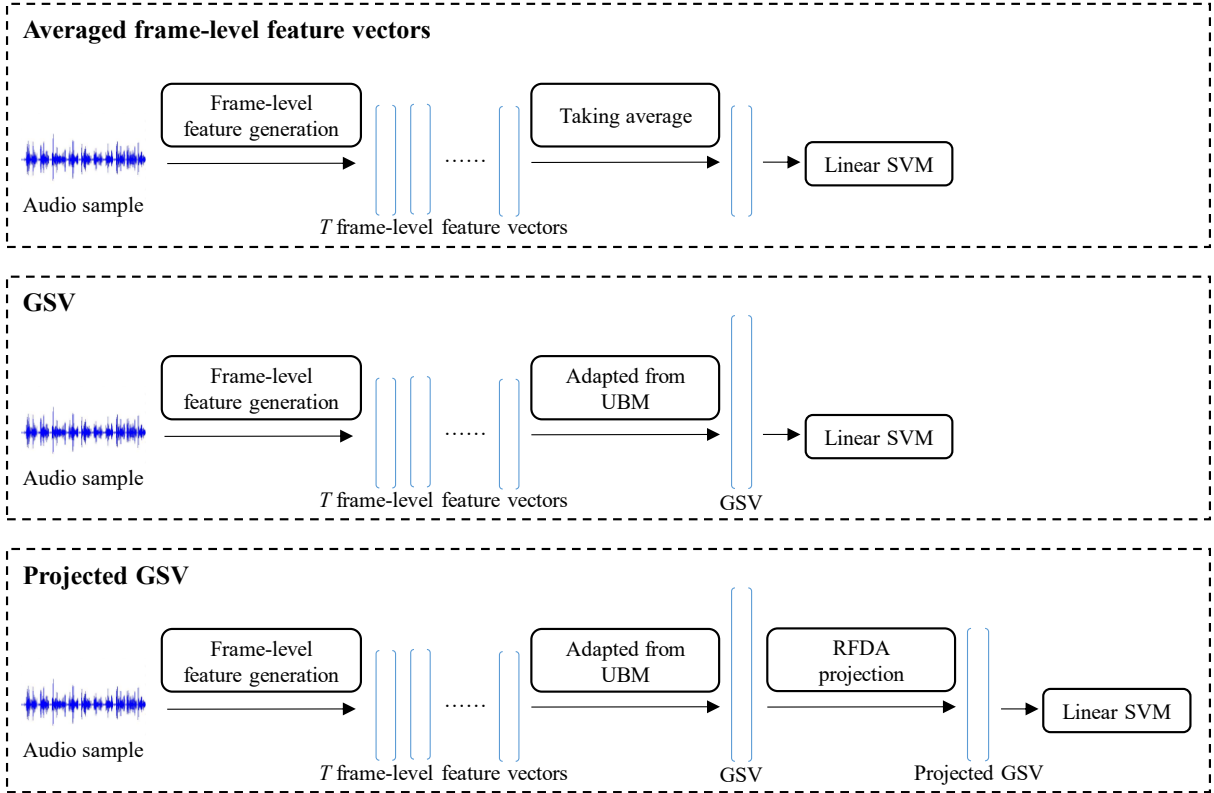 Averaged frame-level feature vectors
Frame-level
feature generation
Taking average
......
Linear SVM
Audio sample
T frame-level feature vectors
GSV
Frame-level
feature generation
Adapted from
UBM
......
Linear SVM
Audio sample
T frame-level feature vectors
GSV
Projected GSV
Frame-level
feature generation
Adapted from
UBM
RFDA
projection
......
Linear SVM
Audio sample
T frame-level feature vectors
GSV
Projected GSV